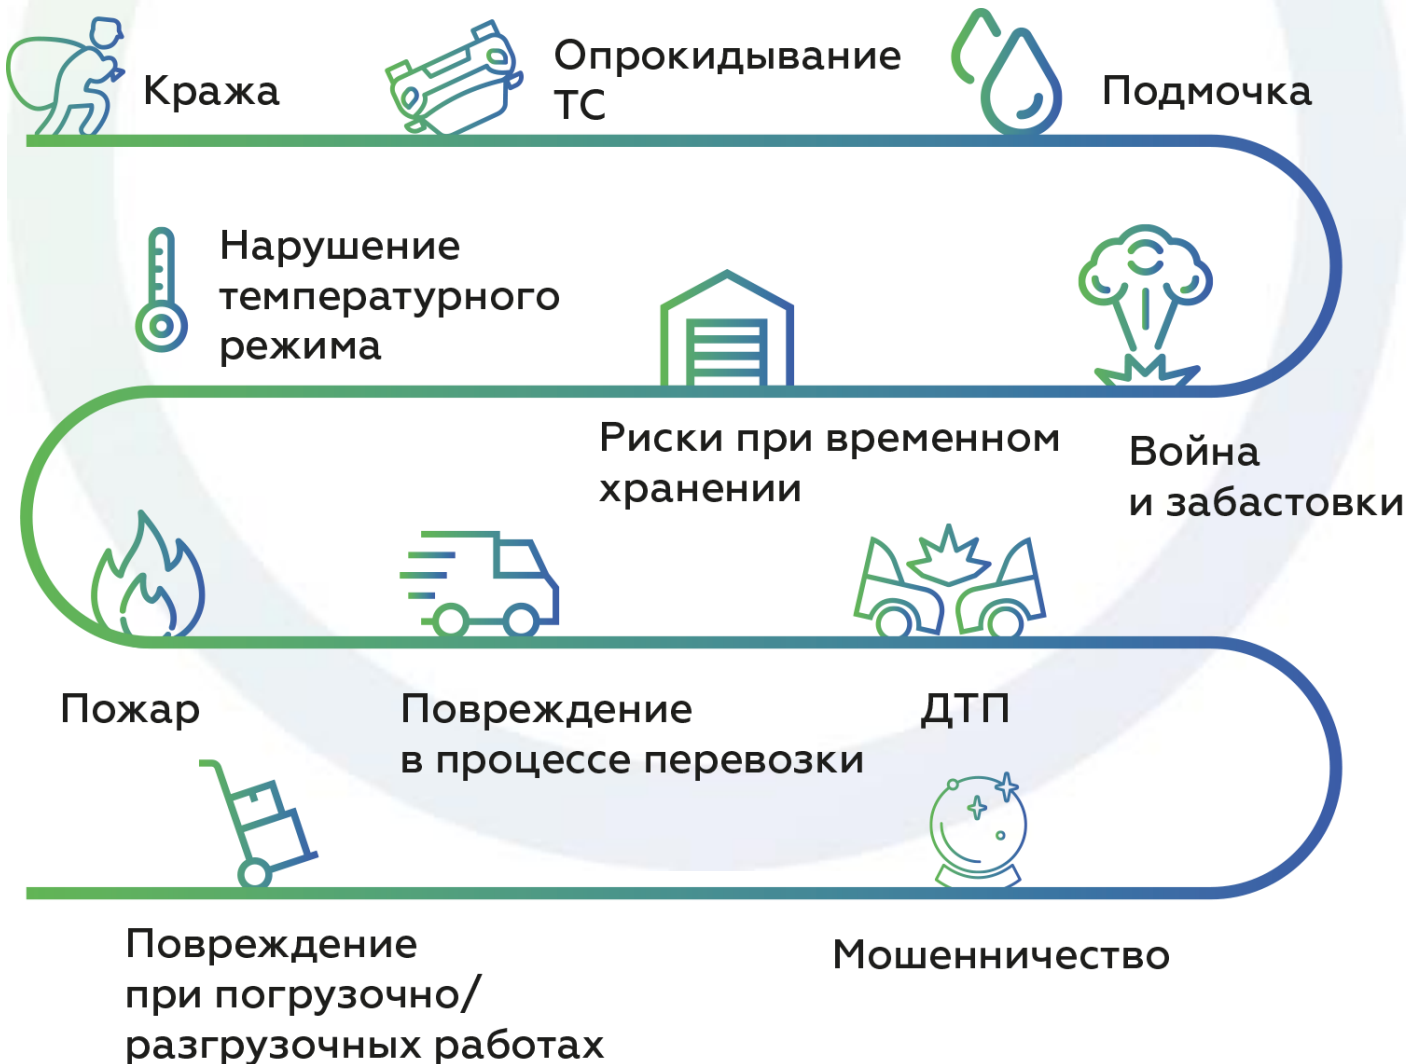 Кража
Опрокидывание
ТС
Подмочка
Нарушение
температурного
режима
Риски при временном
хранении
Война
и забастовки
Пожар
Повреждение
в процессе перевозки
ДТП
Повреждение
при погрузочно/
разгрузочных работах
Мошенничество